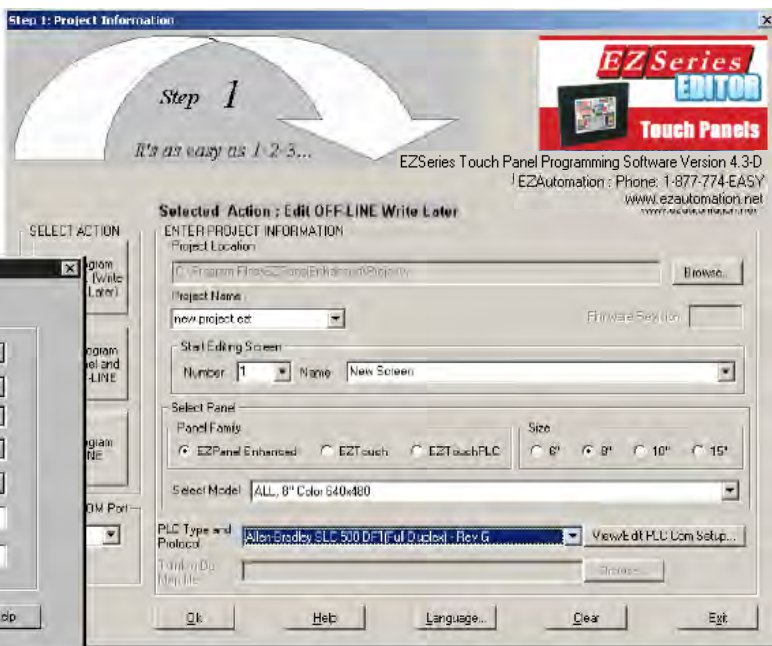 Step 1: Project Information
Step 1
It's as easy as 1-2-3...
EZ Series
EDITOR
Touch Panels
EZSeries Touch Panel Programming Software Version 4.3-D
EZAutomation : Phone: 1-877-774-EASY
www.ezautomation.net
Selected Action : Edit OFF-LINE Write Later
SELECT ACTION
ENTER PROJECT INFORMATION
Project Location
Browse...
Project Name
new project
Firmware Revision
Start Editing Screen
Number 1 Name New Screen
Select Panel
Panel Family
EZPanel Enhanced EZTouch EZTouchPLC
Size
6" 8" 10" 15"
Select Model ALL, 8" Color 640x480
PLC Type and Protocol
Allen-Bradley SLC 500 DF1(Full Duplex) - Rev G
View/Edit PLC Com Setup...
Browse...
OM Port
Ok
Help
Language...
Clear
Exit